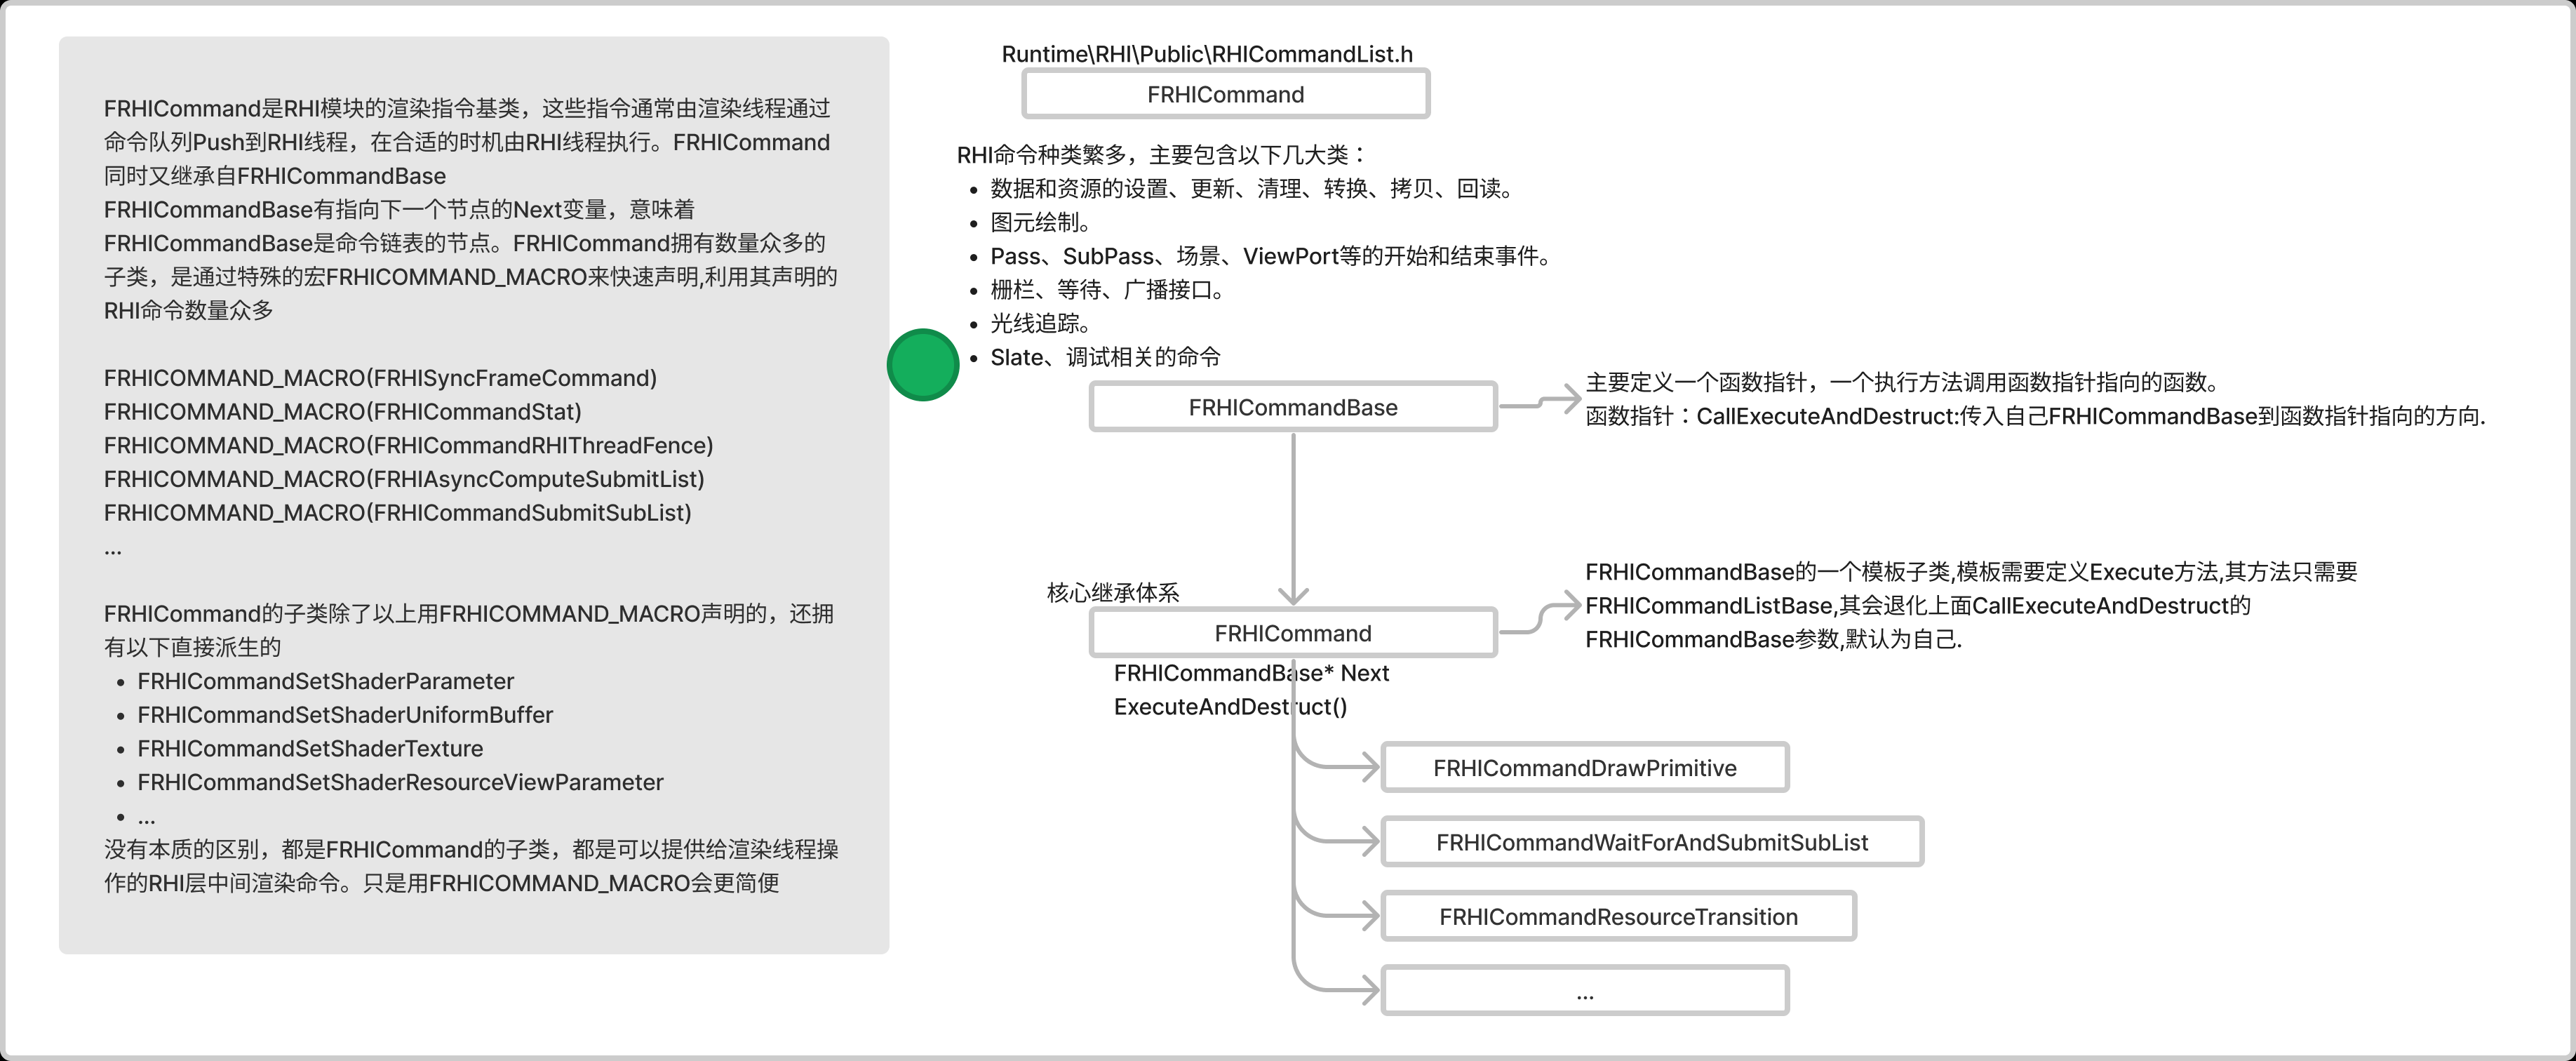 FRHICommand是RHI模块的渲染指令基类，这些指令通常由渲染线程通过
命令队列Push到RHI线程，在合适的时机由RHI线程执行。FRHICommand
同时又继承自FRHICommandBase
FRHICommandBase有指向下一个节点的Next变量，意味着
FRHICommandBase是命令链表的节点。FRHICommand拥有数量众多的
子类，是通过特殊的宏FRHICOMMAND_MACRO来快速声明,利用其声明的
RHI命令数量众多
FRHICOMMAND_MACRO(FRHISyncFrameCommand)
FRHICOMMAND_MACRO(FRHICommandStat)
FRHICOMMAND_MACRO(FRHICommandRHIThreadFence)
FRHICOMMAND_MACRO(FRHIAsyncComputeSubmitList)
FRHICOMMAND_MACRO(FRHICommandSubmitSubList)
...
FRHICommand的子类除了以上用FRHICOMMAND_MACRO声明的，还拥
有以下直接派生的
• FRHICommandSetShaderParameter
• FRHICommandSetShaderUniformBuffer
• FRHICommandSetShaderTexture
• FRHICommandSetShaderResourceViewParameter
• ...
没有本质的区别，都是FRHICommand的子类，都是可以提供给渲染线程操
作的RHI层中间渲染命令。只是用FRHICOMMAND_MACRO会更简便
Runtime\RHI\Public\RHICommandList.h
FRHICommand
RHI命令种类繁多，主要包含以下几大类：
• 数据和资源的设置、更新、清理、转换、拷贝、回读。
• 图元绘制。
• Pass、SubPass、场景、ViewPort等的开始和结束事件。
• 栅栏、等待、广播接口。
• 光线追踪。
• Slate、调试相关的命令
FRHICommandBase
主要定义一个函数指针，一个执行方法调用函数指针指向的函数。
函数指针：CallExecuteAndDestruct:传入自己FRHICommandBase到函数指针指向的方向.
核心继承体系
FRHICommand
FRHICommandBase的一个模板子类,模板需要定义Execute方法,其方法只需要
FRHICommandListBase,其会退化上面CallExecuteAndDestruct的
FRHICommandBase参数,默认为自己.
FRHICommandBase* Next
ExecuteAndDestruct()
FRHICommandDrawPrimitive
FRHICommandWaitForAndSubmitSubList
FRHICommandResourceTransition
...